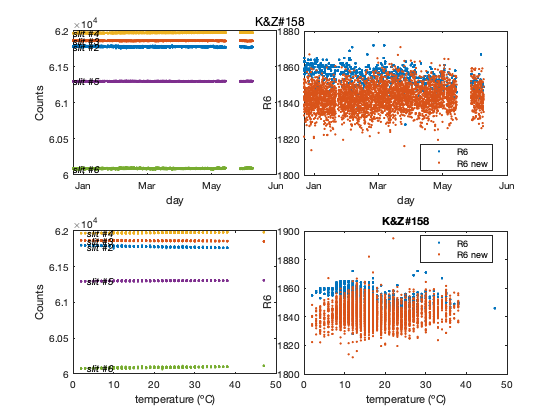 K&Z#158
×10⁴
6.2
6.15
6.1
6.05
6
Counts
slit #4
slit #3
slit #2
slit #5
slit #6
Jan
Mar
May
Jun
day
1880
1860
1840
1820
1800
R6
R6
R6 new
Jan
Mar
May
Jun
day
×10⁴
6.2
6.15
6.1
6.05
6
Counts
slit #4
slit #3
slit #2
slit #5
slit #6
0
10
20
30
40
50
temperature (ºC)
K&Z#158
1900
1880
1860
1840
1820
1800
R6
R6
R6 new
0
10
20
30
40
50
temperature (ºC)